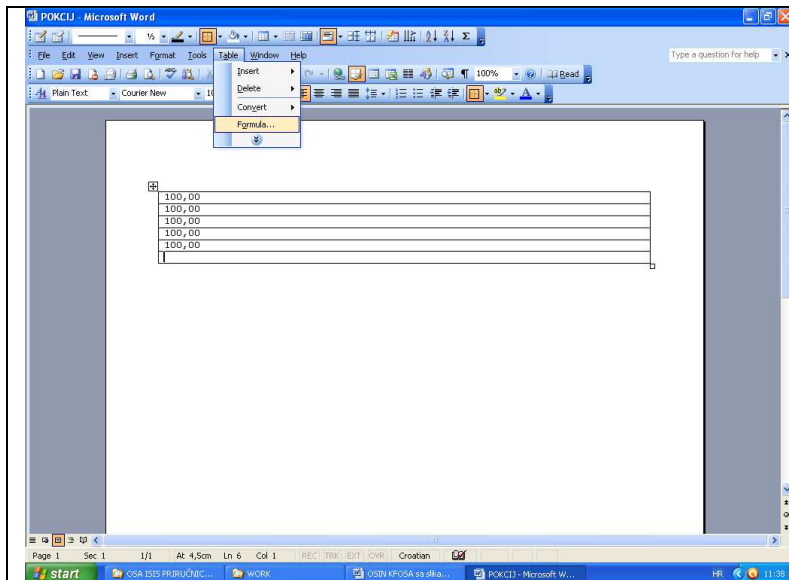 POKCIJ - Microsoft Word
½
File Edit View Insert Format Tools Table Window Help
Type a question for help
100% Read
Plain Text Courier New 10
Insert
Delete
Convert
Formula...
100,00
100,00
100,00
100,00
100,00
Page 1 Sec 1 1/1 At 4,5cm Ln 6 Col 1 REC TRK EXT OVR Croatian
start OSA ISIS PRIRUČNIC... WORK OSIN KFOSA sa slika... POKCIJ - Microsoft W... HR 11:38